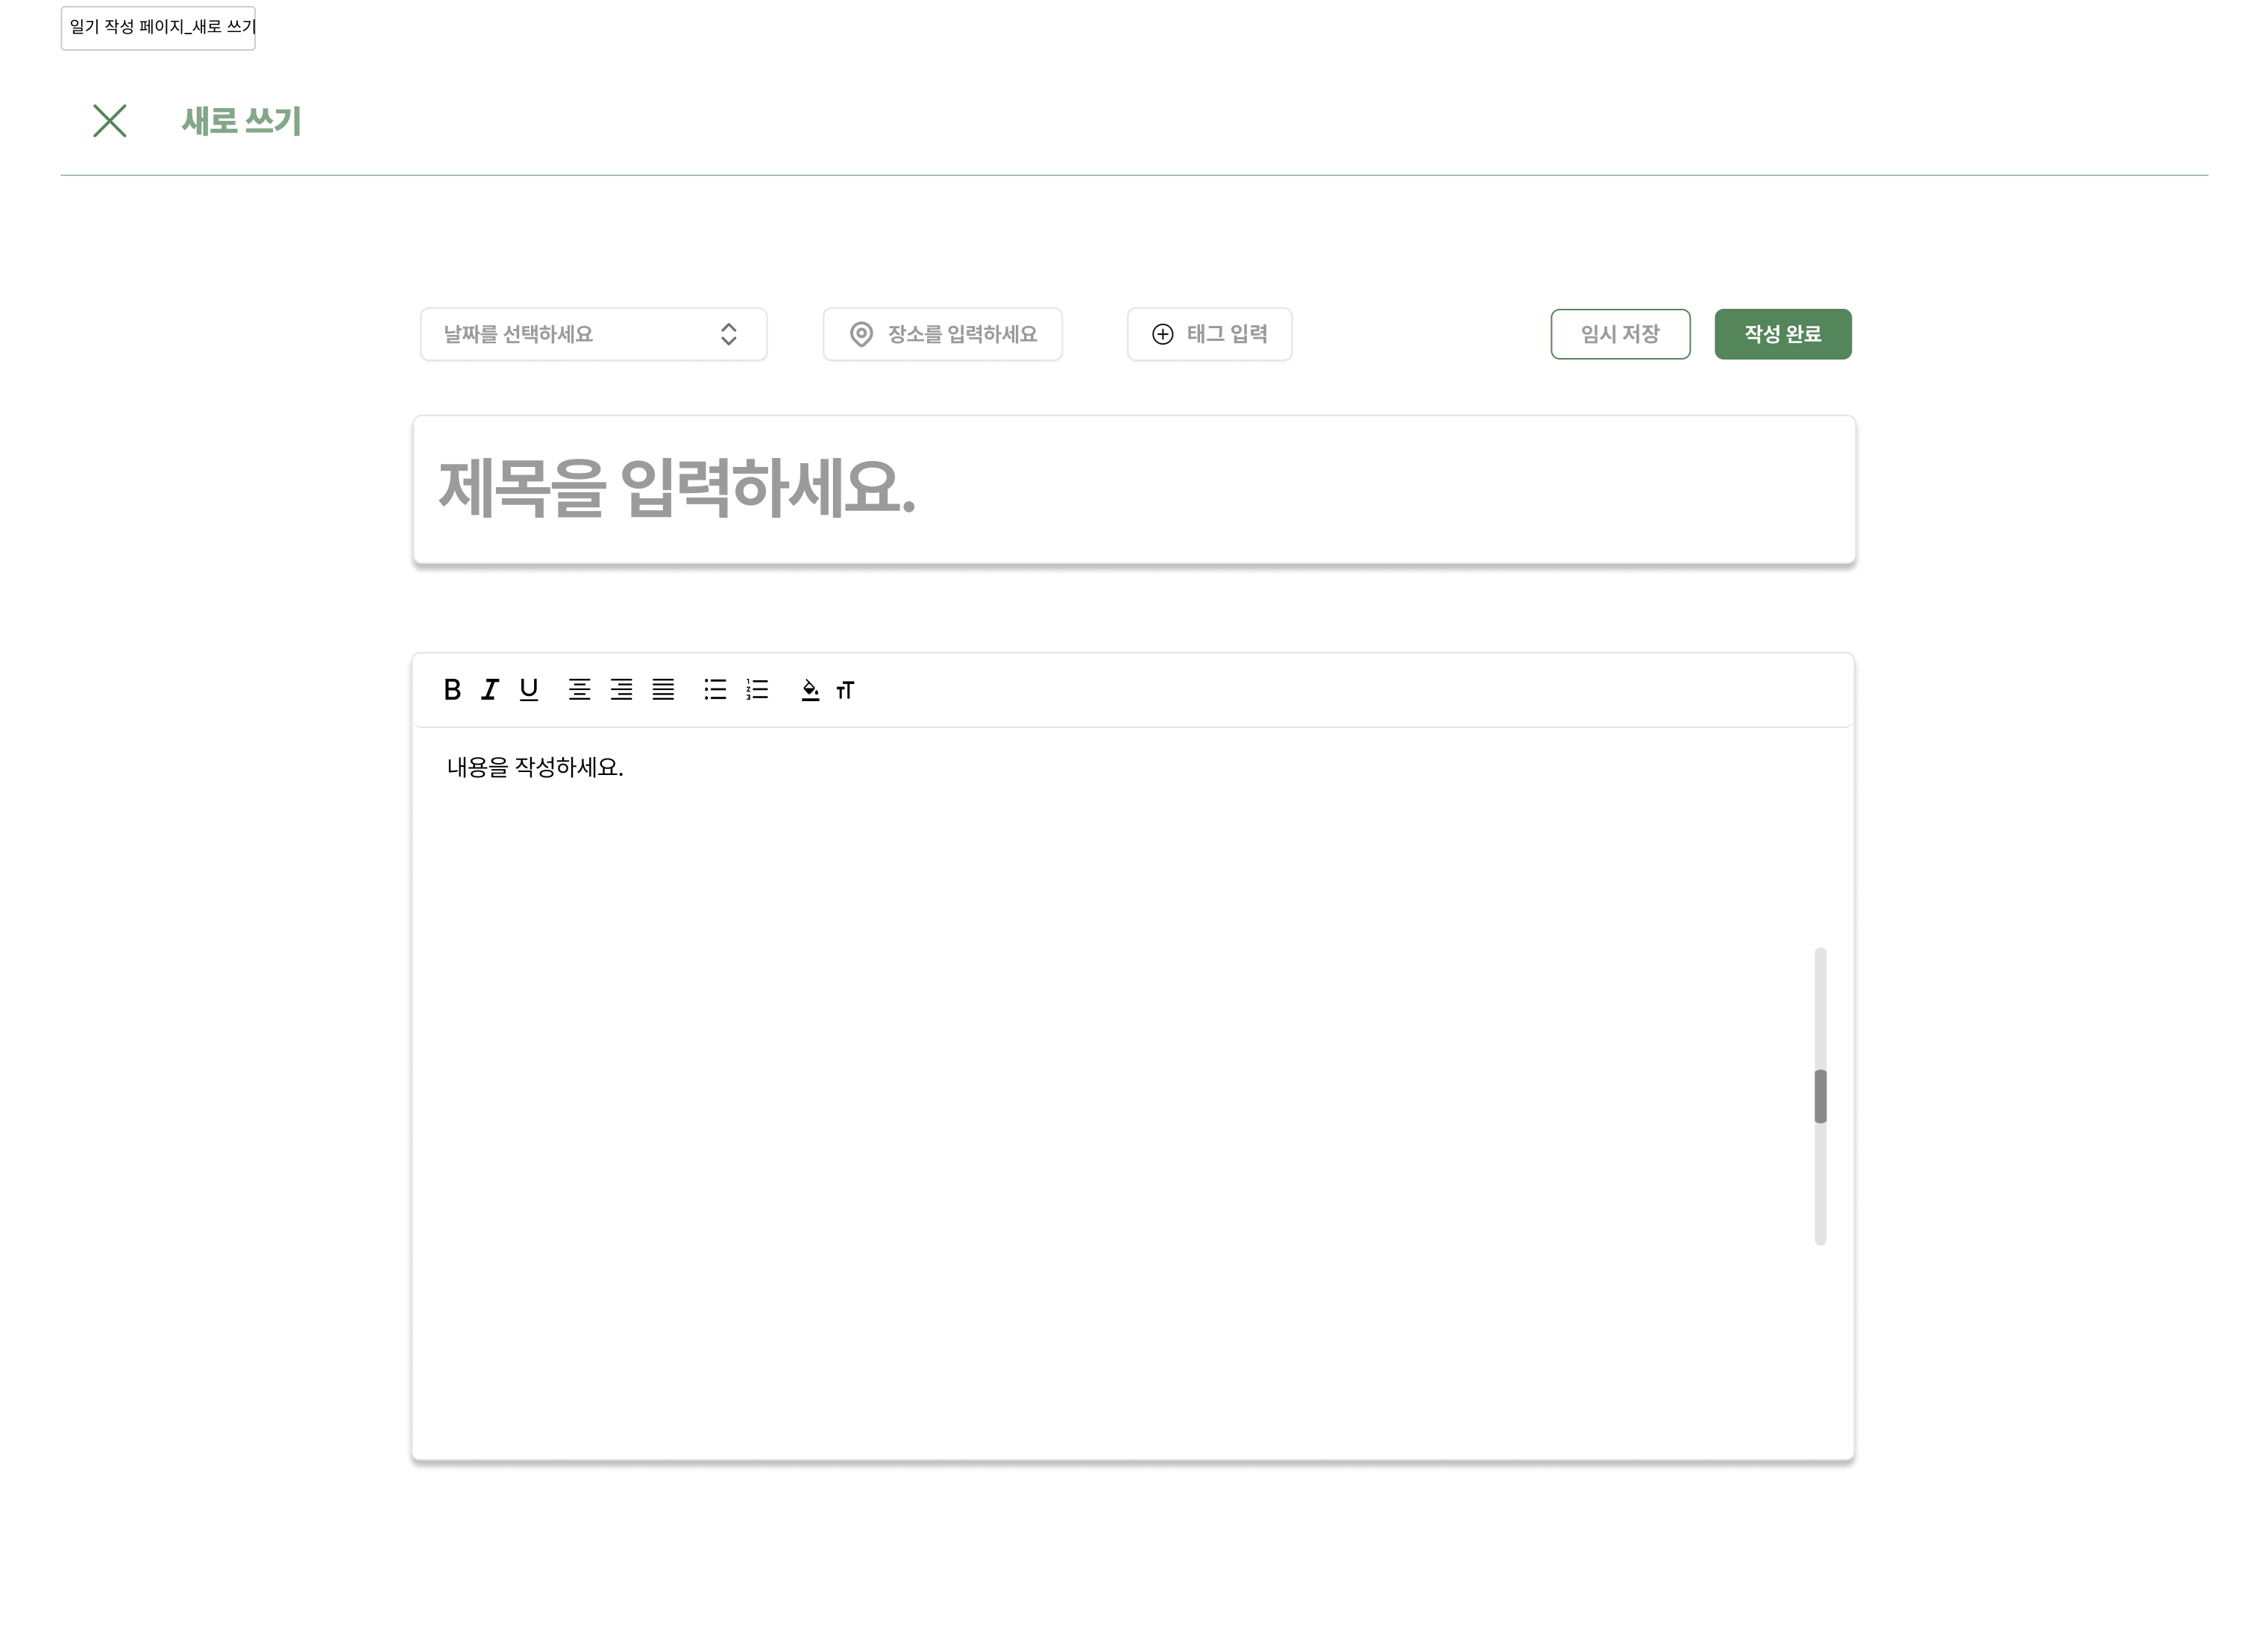 일기 작성 페이지_새로 쓰기
새로 쓰기
날짜를 선택하세요
장소를 입력하세요
태그 입력
임시 저장
작성 완료
제목을 입력하세요.
B I U
내용을 작성하세요.